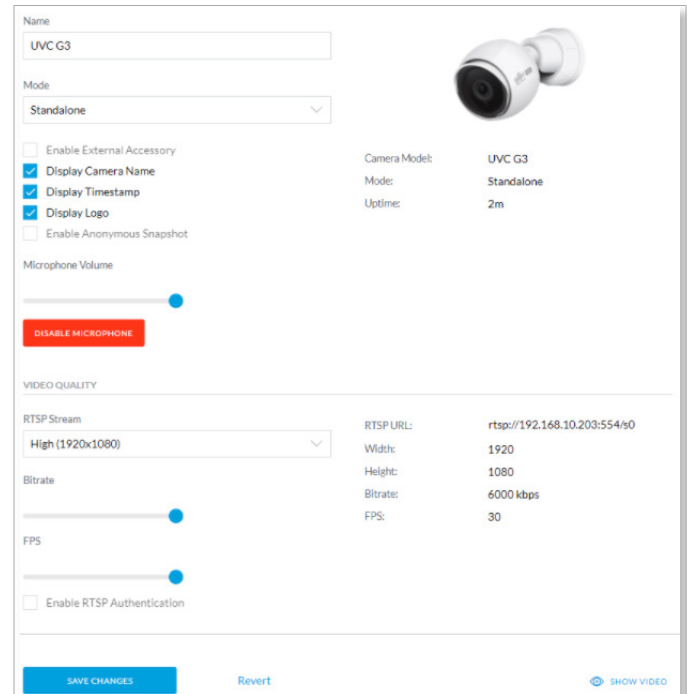 Name
UVC G3
Mode
Standalone
Enable External Accessory
Display Camera Name
Display Timestamp
Display Logo
Enable Anonymous Snapshot
Microphone Volume
DISABLE MICROPHONE
Camera Model: UVC G3
Mode: Standalone
Uptime: 2m
VIDEO QUALITY
RTSP Stream
High (1920x1080)
Bitrate
FPS
Enable RTSP Authentication
RTSP URL: rtsp://192.168.10.203:554/s0
Width: 1920
Height: 1080
Bitrate: 6000 kbps
FPS: 30
SAVE CHANGES
Revert
SHOW VIDEO